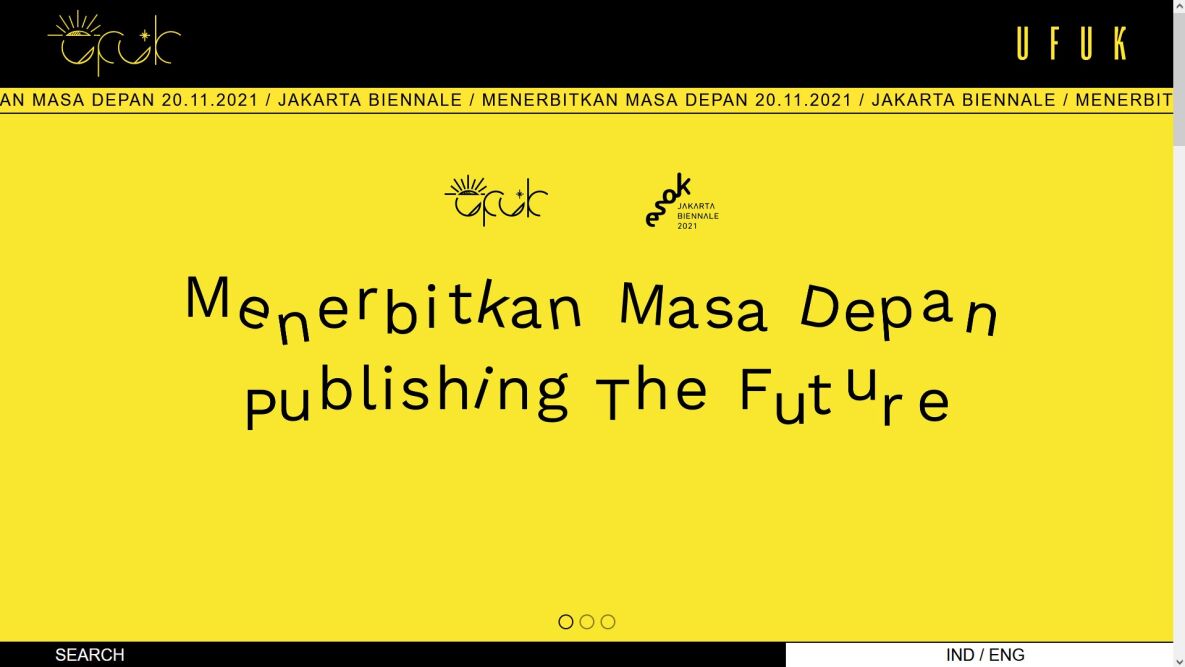 ufuk
UFUK
AN MASA DEPAN 20.11.2021 / JAKARTA BIENNALE / MENERBITKAN MASA DEPAN 20.11.2021 / JAKARTA BIENNALE / MENERBIT
ufuk
esok
JAKARTA
BIENNALE
2021
Menerbitkan Masa Depan
Publishing The Future
SEARCH
IND / ENG